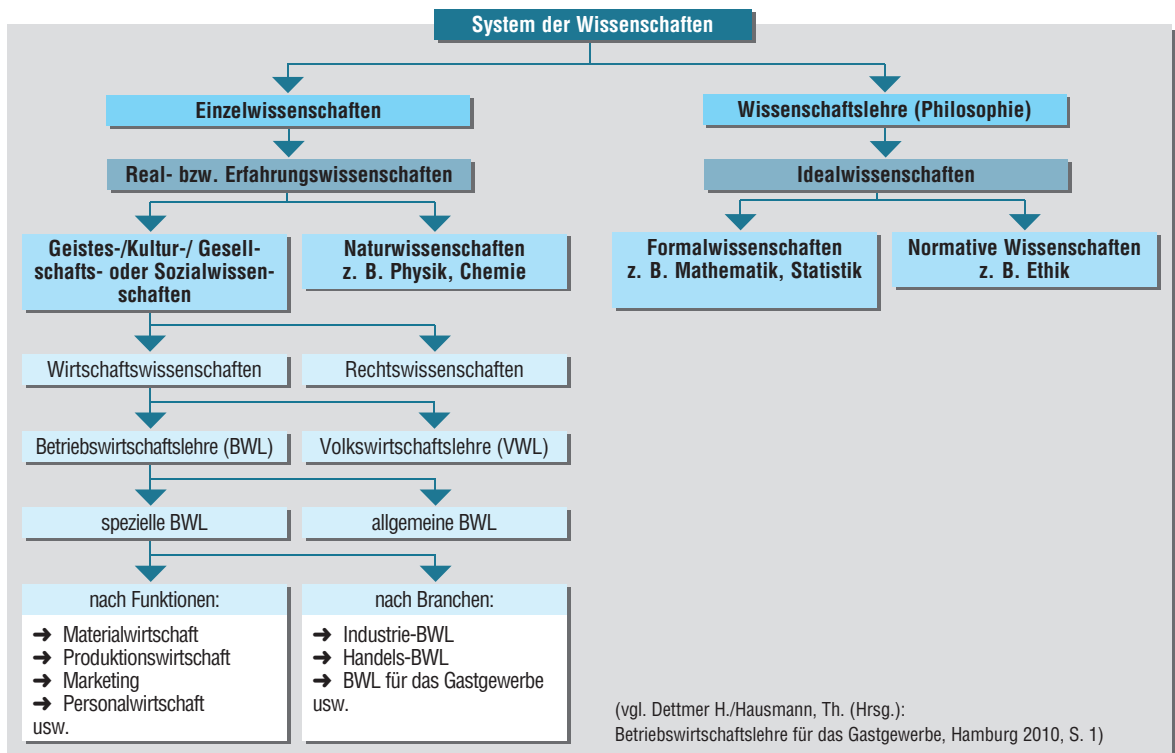 System der Wissenschaften
Einzelwissenschaften
Wissenschaftslehre (Philosophie)
Real- bzw. Erfahrungswissenschaften
Idealwissenschaften
Geistes-/Kultur-/ Gesell-
schafts- oder Sozialwissen-
schaften
Naturwissenschaften
z. B. Physik, Chemie
Formalwissenschaften
z. B. Mathematik, Statistik
Normative Wissenschaften
z. B. Ethik
Wirtschaftswissenschaften
Rechtswissenschaften
Betriebswirtschaftslehre (BWL)
Volkswirtschaftslehre (VWL)
spezielle BWL
allgemeine BWL
nach Funktionen:
➔ Materialwirtschaft
➔ Produktionswirtschaft
➔ Marketing
➔ Personalwirtschaft
usw.
nach Branchen:
➔ Industrie-BWL
➔ Handels-BWL
➔ BWL für das Gastgewerbe
usw.
(vgl. Dettmer H./Hausmann, Th. (Hrsg.):
Betriebswirtschaftslehre für das Gastgewerbe, Hamburg 2010, S. 1)